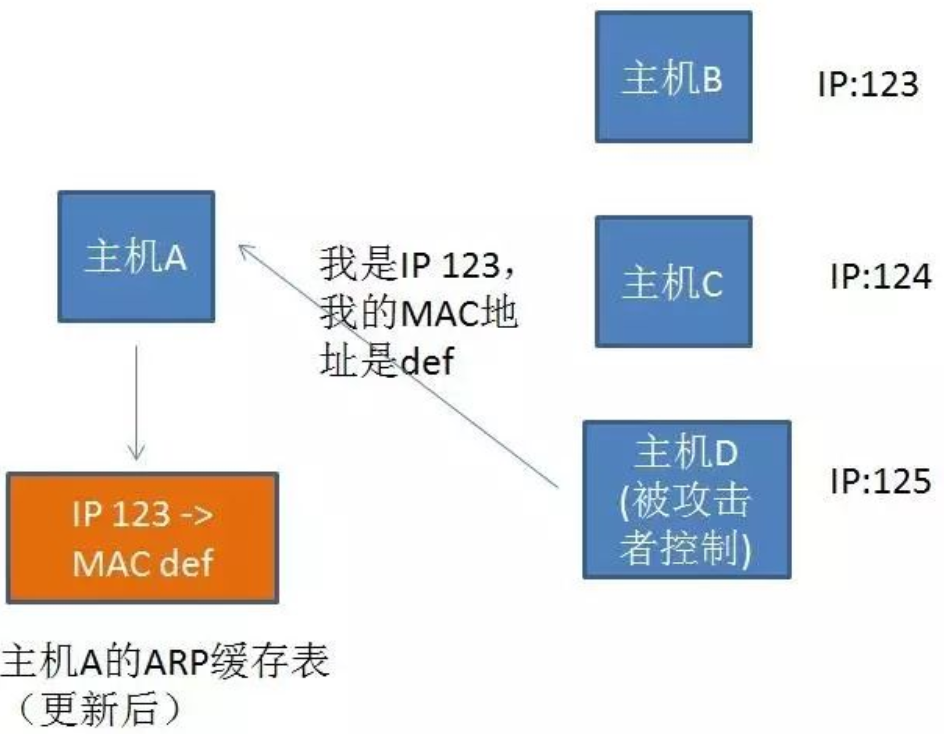 主机B
IP:123
主机A
我是IP 123，
我的MAC地
址是def
主机C
IP:124
主机D
(被攻击
者控制)
IP:125
IP 123 ->
MAC def
主机A的ARP缓存表
（更新后）